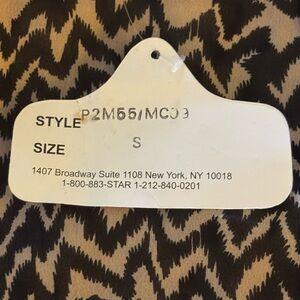 STYLE P2M55/MC09
SIZE S
1407 Broadway Suite 1108 New York, NY 10018
1-800-883-STAR 1-212-840-0201